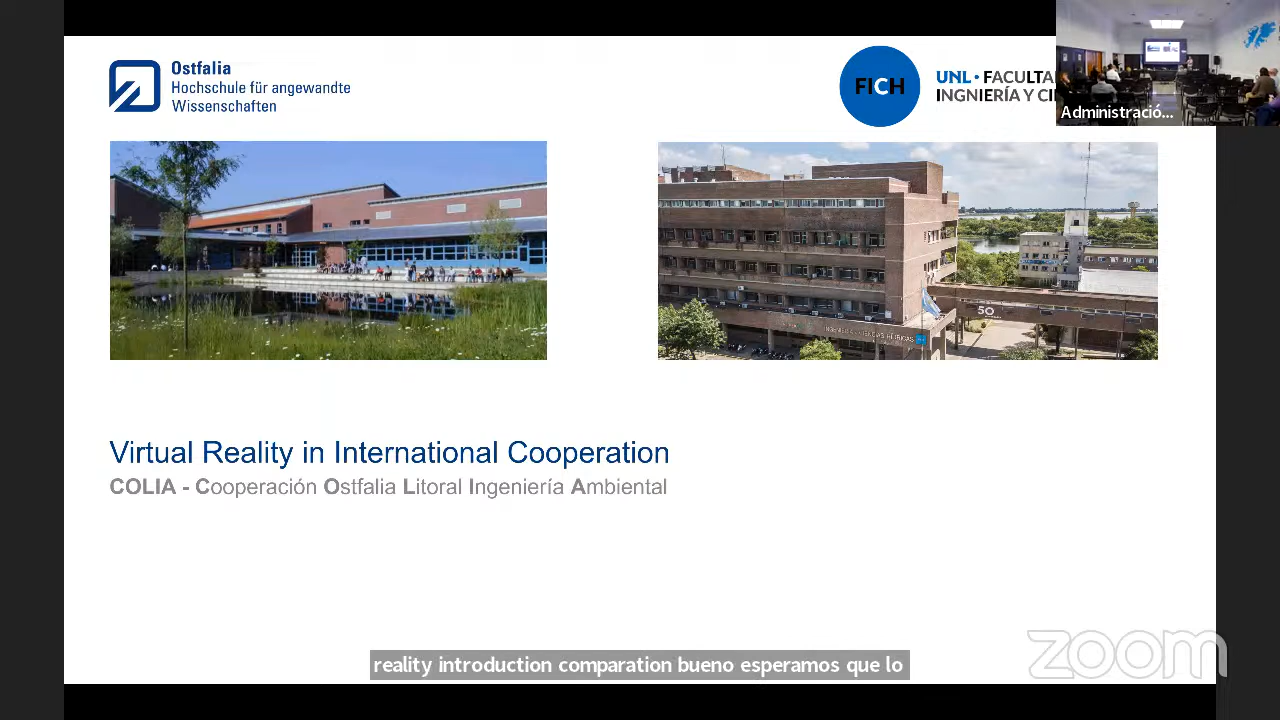 Ostfalia
Hochschule für angewandte
Wissenschaften
FICH
UNL • FACULTA
INGNIERÍA Y CI
Administració...
50
Virtual Reality in International Cooperation
COLIA - Cooperación Ostfalia Litoral Ingeniería Ambiental
reality introduction comparation bueno esperamos que lo
zoom